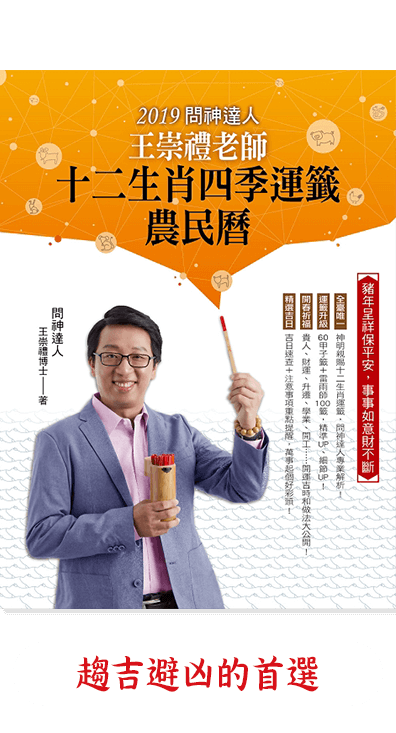 2019 問神達人
王崇禮老師
十二生肖四季運籤
農民曆
豬年呈祥保平安，事事如意財不斷
全臺唯一 神明親賜十二生肖運籤，問神達人專業解析！
運籤升級 60甲子籤＋雷雨師100籤，精準UP、細節UP！
開春祈福 貴人、財運、升遷、學業、開工……開運吉時和做法大公開！
精選吉日 吉日速查＋注意事項重點提醒，萬事起個好彩頭！
問神達人
王崇禮博士——著
趨吉避凶的首選